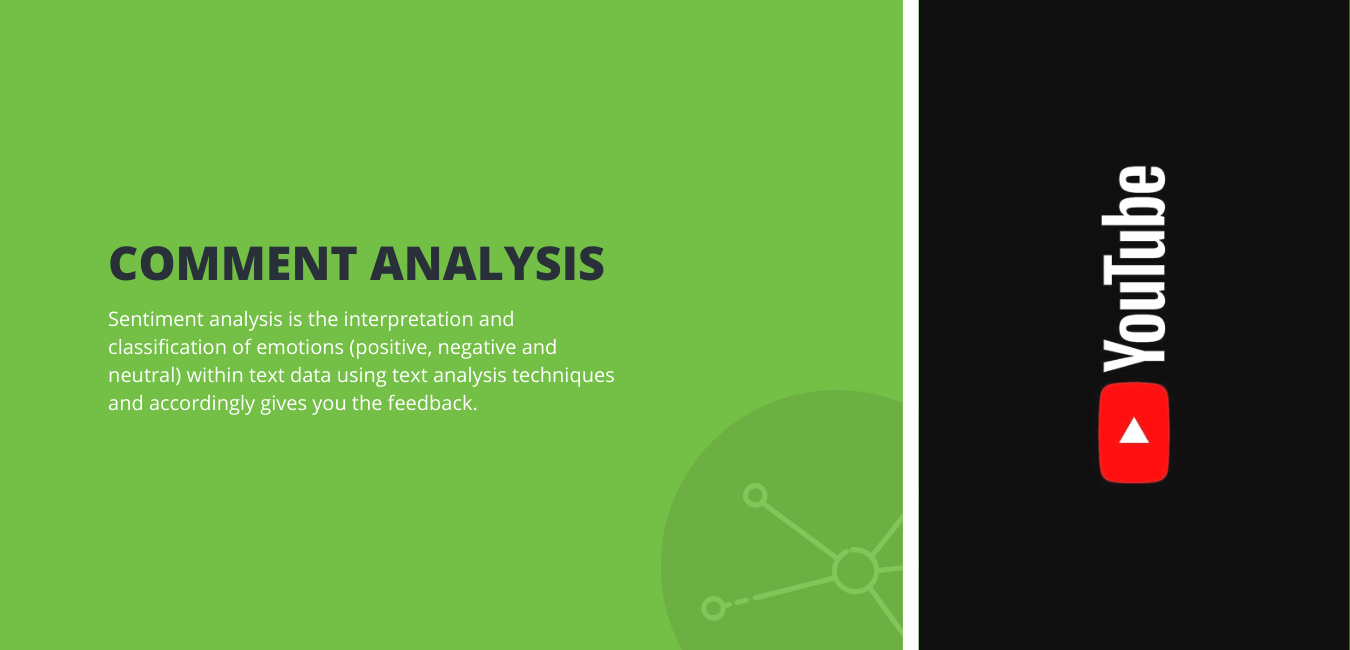 COMMENT ANALYSIS
Sentiment analysis is the interpretation and
classification of emotions (positive, negative and
neutral) within text data using text analysis techniques
and accordingly gives you the feedback.
YouTube